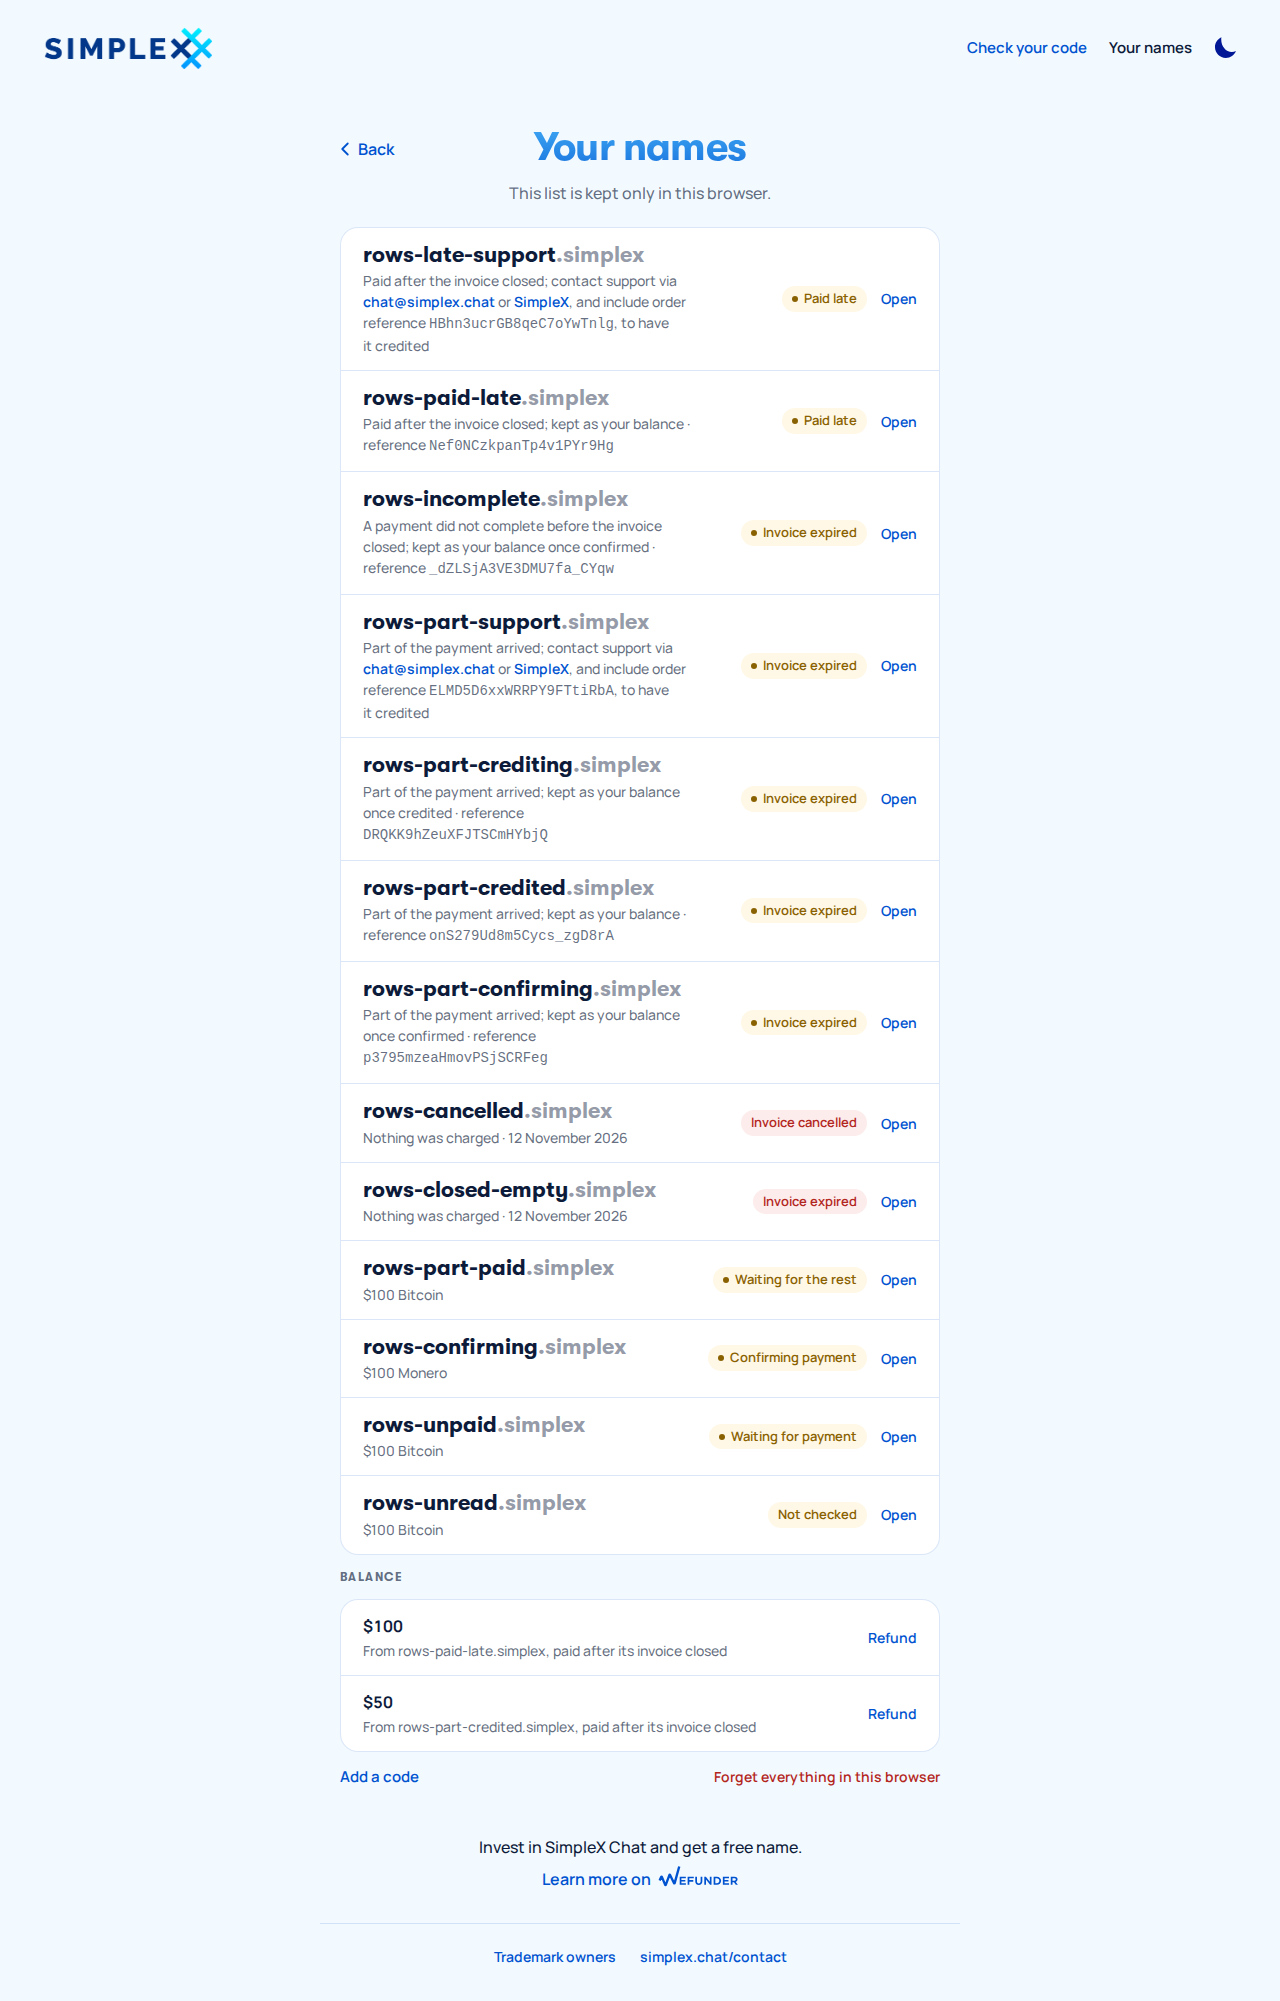 SIMPLEX
Check your code
Your names
Back
Your names
This list is kept only in this browser.
rows-late-support.simplex
Paid after the invoice closed; contact support via
chat@simplex.chat or SimpleX, and include order
reference HBhn3ucrGB8qeC7oYwTnlg, to have
it credited
Paid late
Open
rows-paid-late.simplex
Paid after the invoice closed; kept as your balance ·
reference Nef0NCzkpanTp4v1PYr9Hg
Paid late
Open
rows-incomplete.simplex
A payment did not complete before the invoice
closed; kept as your balance once confirmed ·
reference _dZLSjA3VE3DMU7fa_CYqw
Invoice expired
Open
rows-part-support.simplex
Part of the payment arrived; contact support via
chat@simplex.chat or SimpleX, and include order
reference ELMD5D6xxWRRPY9FTtiRbA, to have
it credited
Invoice expired
Open
rows-part-crediting.simplex
Part of the payment arrived; kept as your balance
once credited · reference
DRQKK9hZeuXFJTSCmHYbjQ
Invoice expired
Open
rows-part-credited.simplex
Part of the payment arrived; kept as your balance ·
reference onS279Ud8m5Cycs_zgD8rA
Invoice expired
Open
rows-part-confirming.simplex
Part of the payment arrived; kept as your balance
once confirmed · reference
p3795mzeaHmovPSjSCRFeg
Invoice expired
Open
rows-cancelled.simplex
Nothing was charged · 12 November 2026
Invoice cancelled
Open
rows-closed-empty.simplex
Nothing was charged · 12 November 2026
Invoice expired
Open
rows-part-paid.simplex
$100 Bitcoin
Waiting for the rest
Open
rows-confirming.simplex
$100 Monero
Confirming payment
Open
rows-unpaid.simplex
$100 Bitcoin
Waiting for payment
Open
rows-unread.simplex
$100 Bitcoin
Not checked
Open
BALANCE
$100
From rows-paid-late.simplex, paid after its invoice closed
Refund
$50
From rows-part-credited.simplex, paid after its invoice closed
Refund
Add a code
Forget everything in this browser
Invest in SimpleX Chat and get a free name.
Learn more on WEFUNDER
Trademark owners
simplex.chat/contact